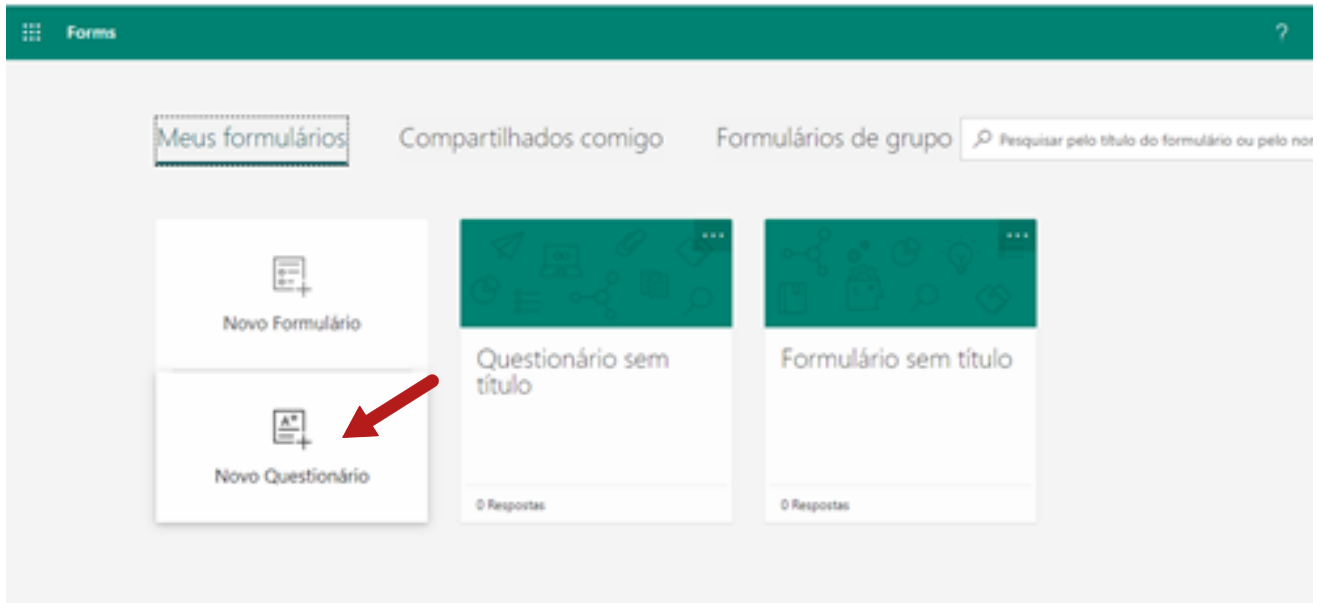 Forms
?
Meus formulários
Compartilhados comigo
Formulários de grupo
Pesquisar pelo título do formulário ou pelo nor
Novo Formulário
Novo Questionário
Questionário sem
título
0 Respostas
Formulário sem título
0 Respostas